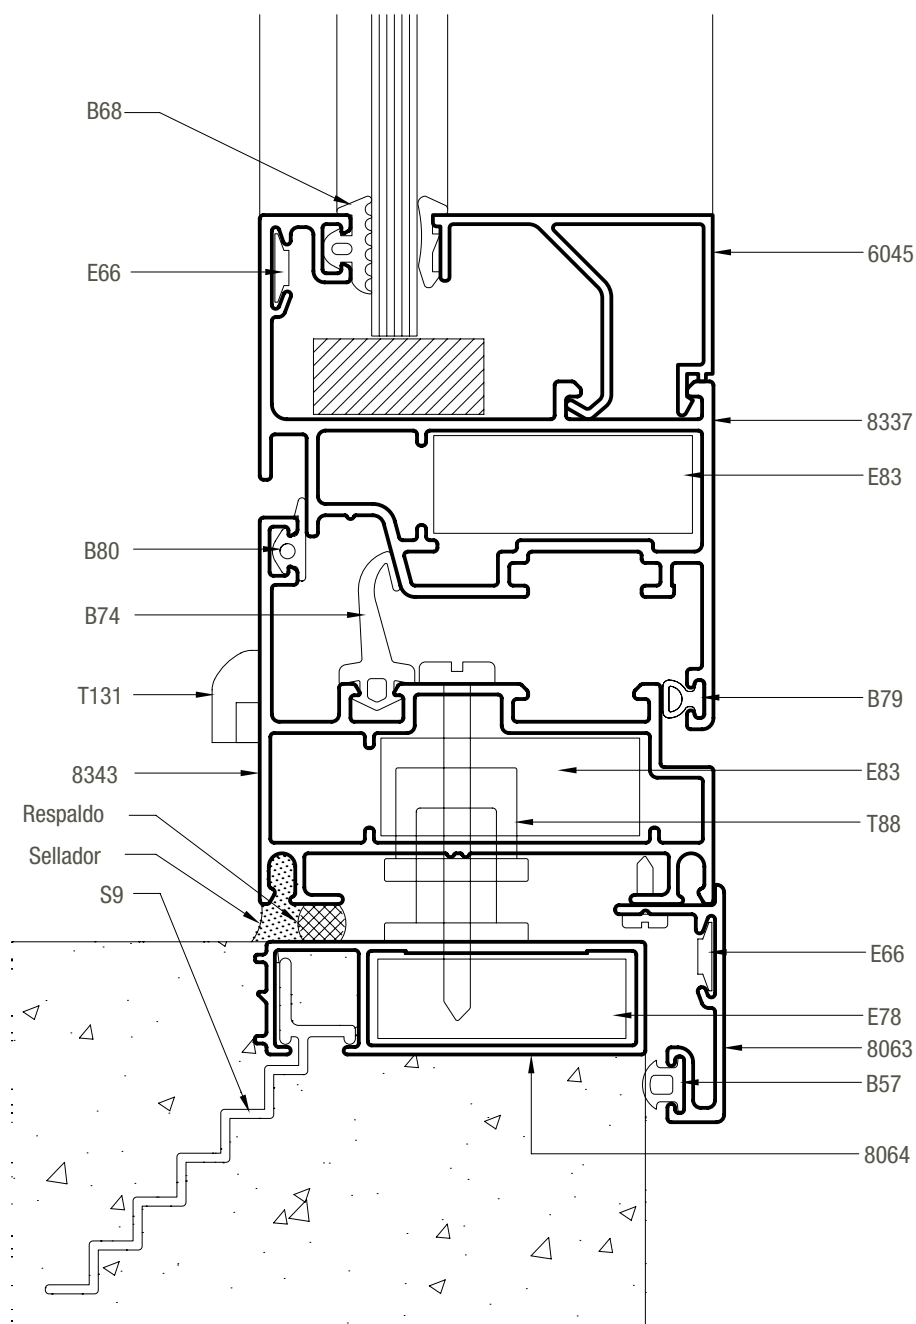 B68
6045
E66
8337
E83
B80
B74
T131
B79
8343
E83
Respaldo
T88
Sellador
S9
E66
E78
8063
B57
8064